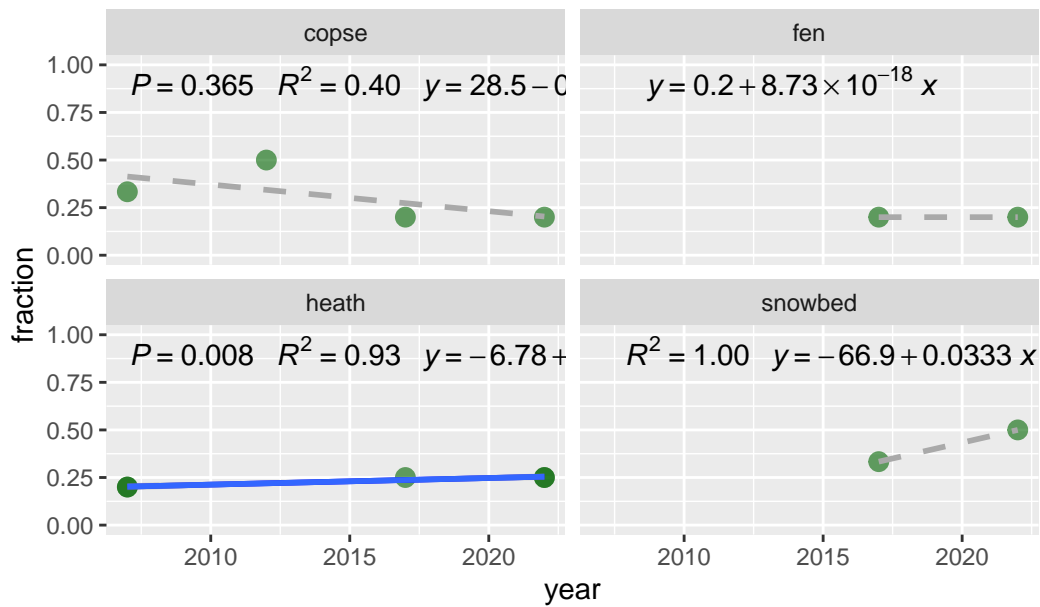 copse
fen
1.00
0.75
0.50
0.25
0.00
P = 0.365 R² = 0.40 y = 28.5 − 0
y = 0.2 + 8.73 × 10⁻¹⁸ x
heath
snowbed
1.00
0.75
0.50
0.25
0.00
P = 0.008 R² = 0.93 y = −6.78 +
R² = 1.00 y = −66.9 + 0.0333 x
2010 2015 2020
2010 2015 2020
year
fraction